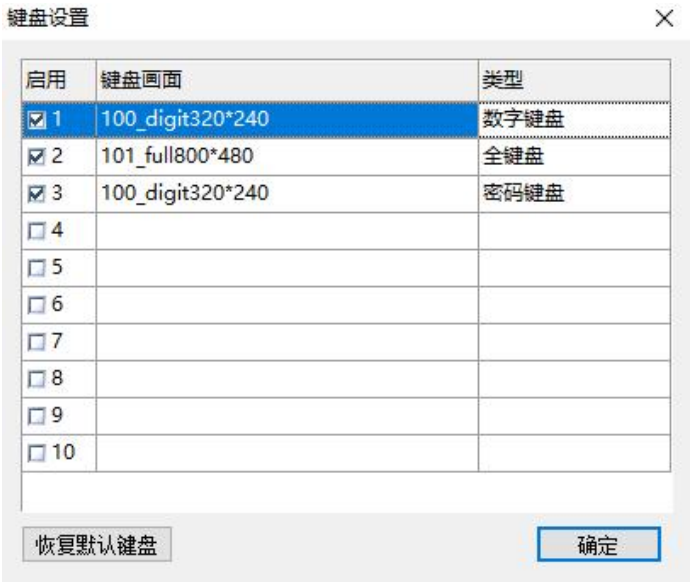 键盘设置
启用 键盘画面 类型
1 100_digit320*240 数字键盘
2 101_full800*480 全键盘
3 100_digit320*240 密码键盘
4
5
6
7
8
9
10
恢复默认键盘 确定